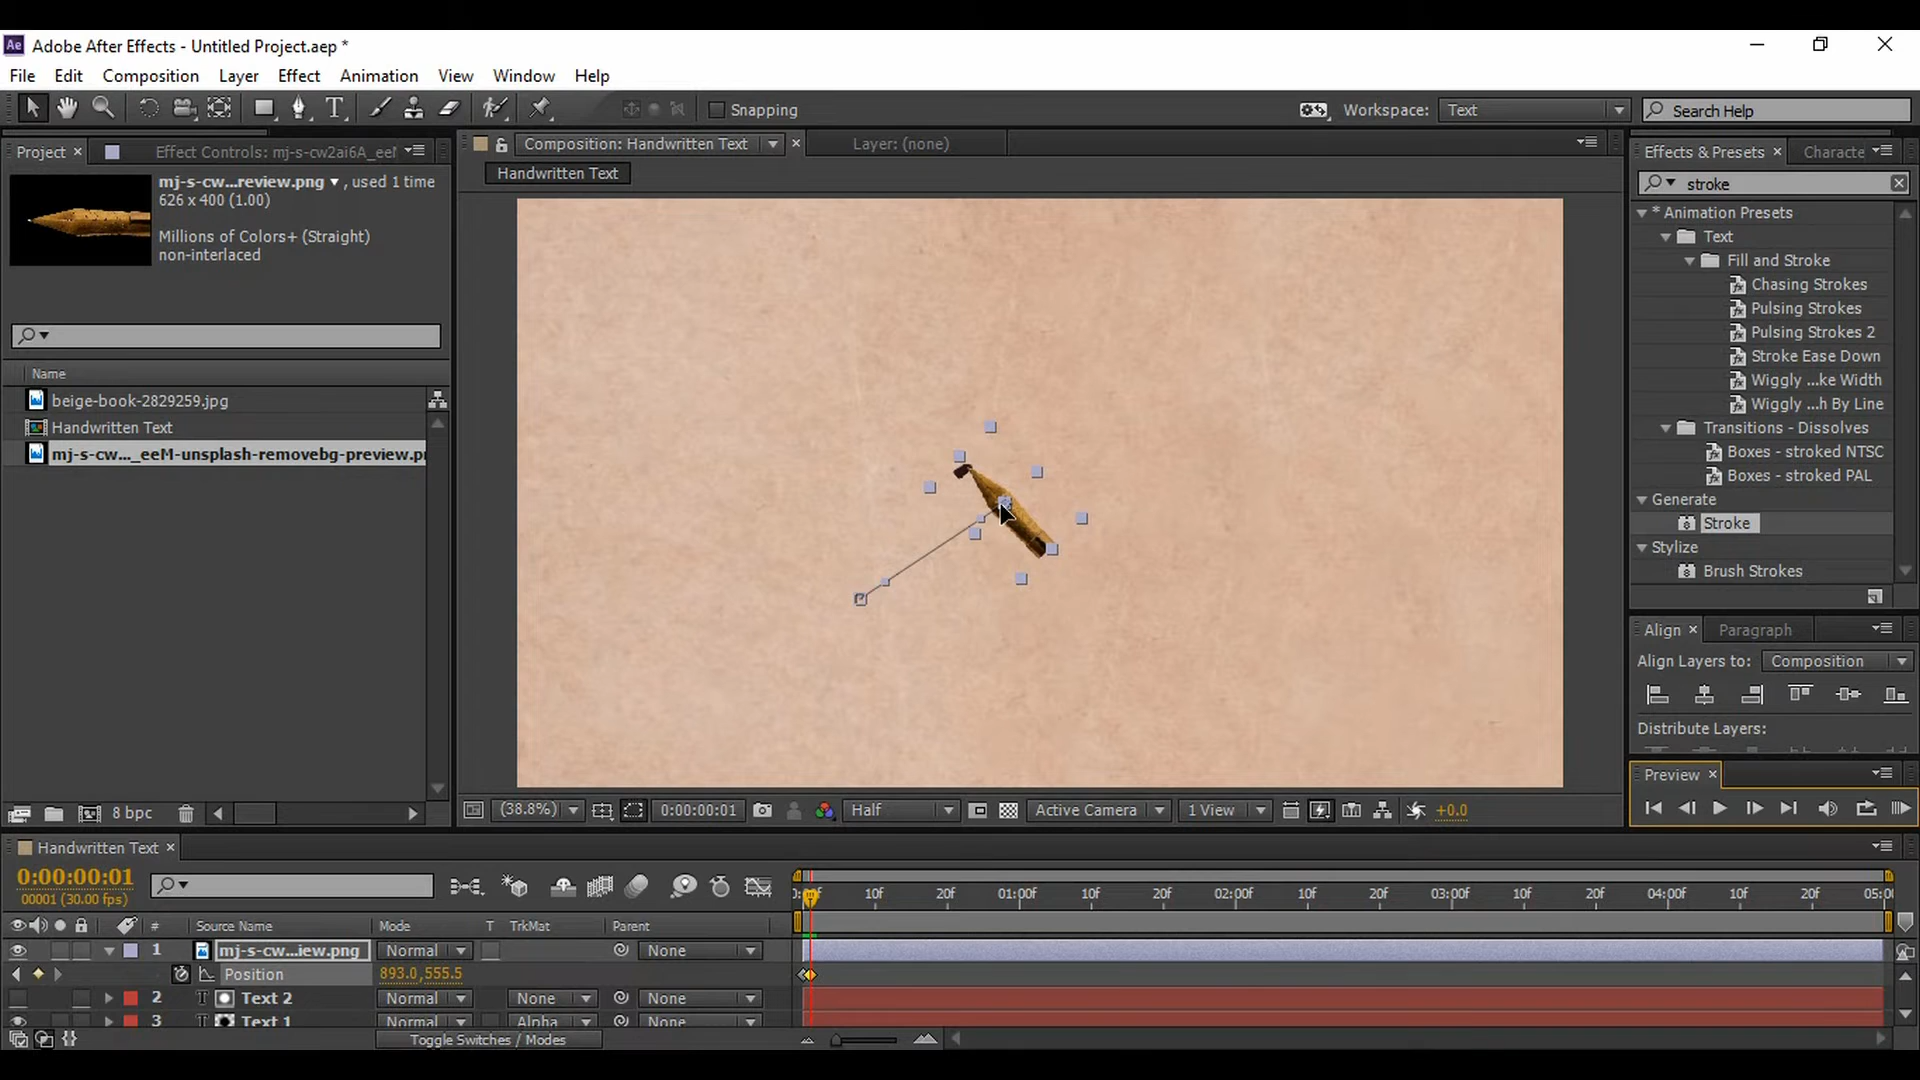 Ae Adobe After Effects - Untitled Project.aep *
File Edit Composition Layer Effect Animation View Window Help
Snapping
Workspace: Text
Search Help
Project
Effect Controls: mj-s-cw2ai6A_eeM
Composition: Handwritten Text
Layer: (none)
Effects & Presets
Characte
mj-s-cw...review.png ▾ , used 1 time
626 x 400 (1.00)
Millions of Colors+ (Straight)
non-interlaced
Handwritten Text
stroke
* Animation Presets
Text
Fill and Stroke
Chasing Strokes
Pulsing Strokes
Pulsing Strokes 2
Stroke Ease Down
Wiggly ...ke Width
Wiggly ...h By Line
Transitions - Dissolves
Boxes - stroked NTSC
Boxes - stroked PAL
Generate
Stroke
Stylize
Brush Strokes
Name
beige-book-2829259.jpg
Handwritten Text
mj-s-cw..._eeM-unsplash-removebg-preview.p
Align
Paragraph
Align Layers to: Composition
Distribute Layers:
Preview
8 bpc
(38.8%)
0:00:00:01
Half
Active Camera
1 View
+0.0
Handwritten Text
0:00:00:01
00001 (30.00 fps)
10f 20f 01:00f 10f 20f 02:00f 10f 20f 03:00f 10f 20f 04:00f 10f 20f 05:00
# Source Name Mode T TrkMat Parent
1 mj-s-cw...iew.png Normal None
Position 893.0,555.5
2 T Text 2 Normal None None
3 T Text 1 Normal Alpha None
Toggle Switches / Modes